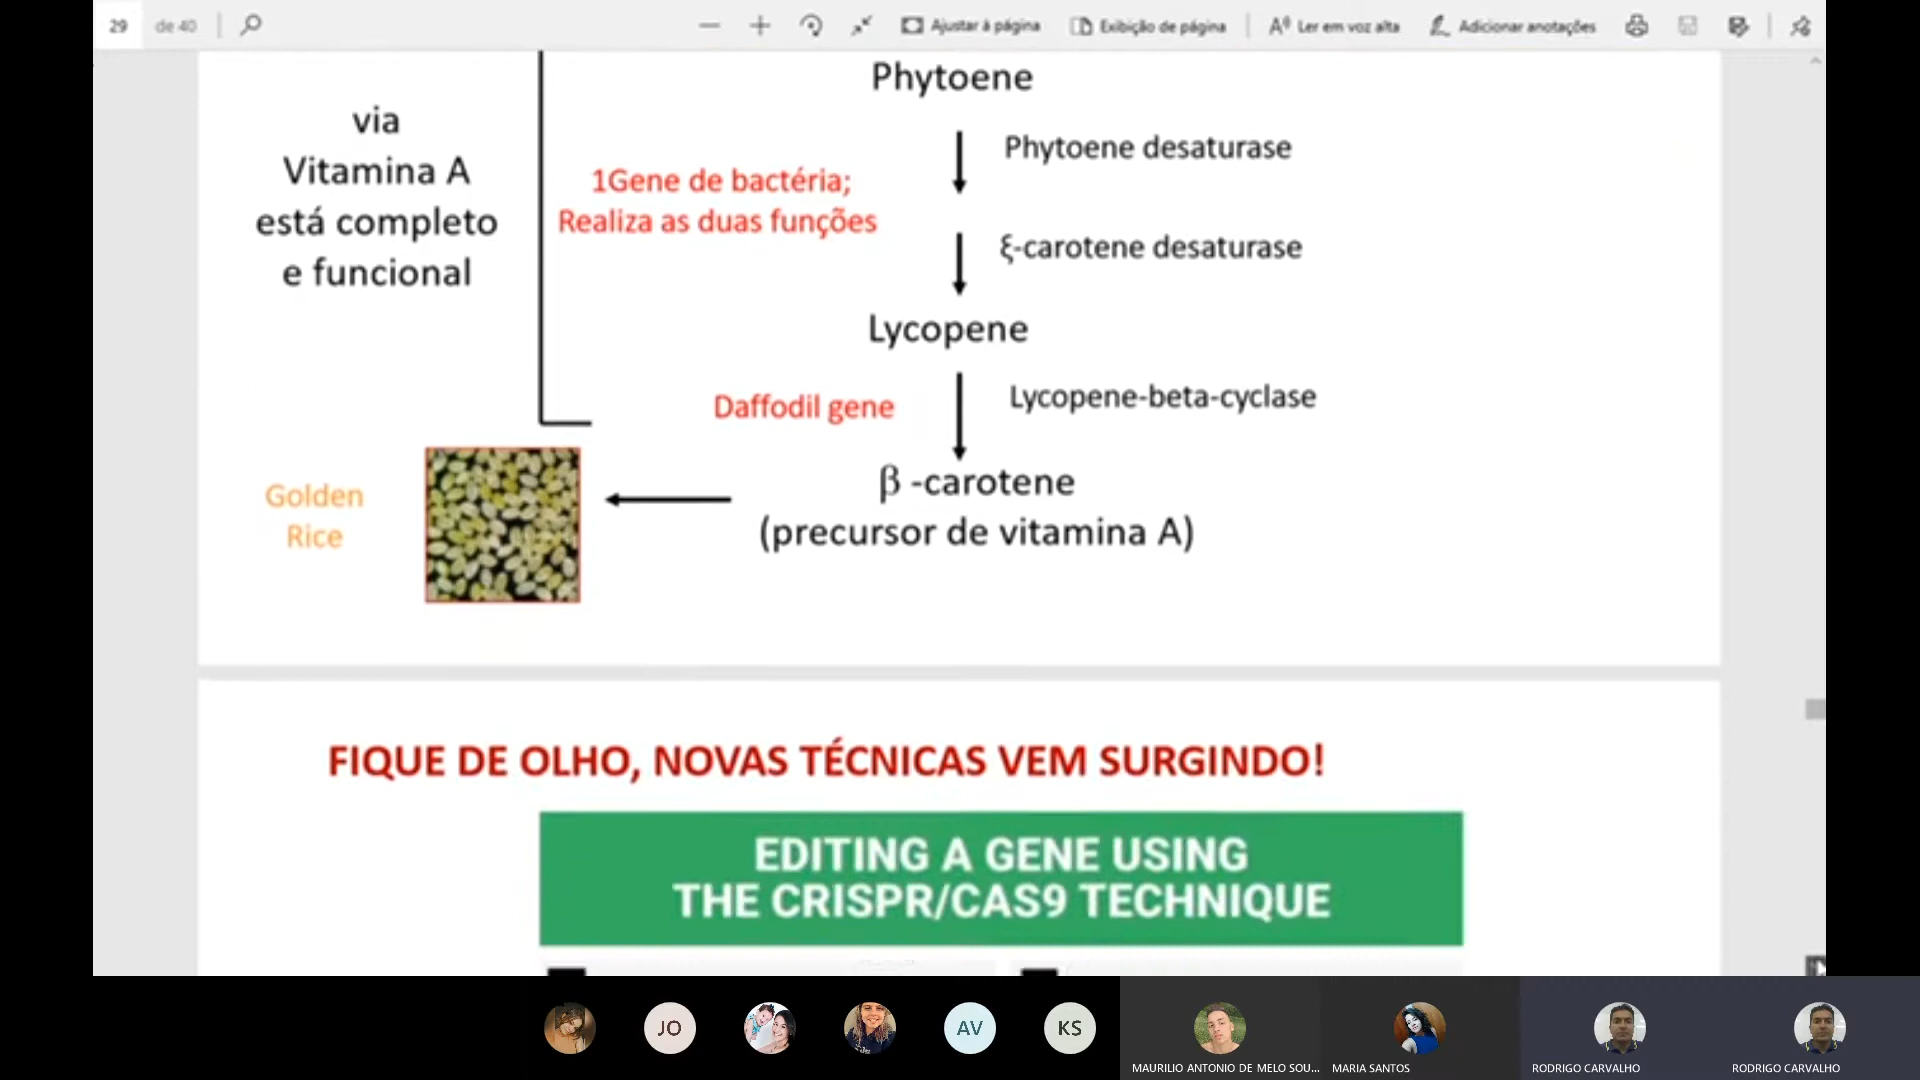 29 de 40
Ajustar à página
Exibição de página
Ler em voz alta
Adicionar anotações
Phytoene
via
Vitamina A
está completo
e funcional
1Gene de bactéria;
Realiza as duas funções
Phytoene desaturase
ξ-carotene desaturase
Lycopene
Daffodil gene
Lycopene-beta-cyclase
β -carotene
(precursor de vitamina A)
Golden
Rice
FIQUE DE OLHO, NOVAS TÉCNICAS VEM SURGINDO!
EDITING A GENE USING
THE CRISPR/CAS9 TECHNIQUE
JO
AV
KS
MAURILIO ANTONIO DE MELO SOU...
MARIA SANTOS
RODRIGO CARVALHO
RODRIGO CARVALHO